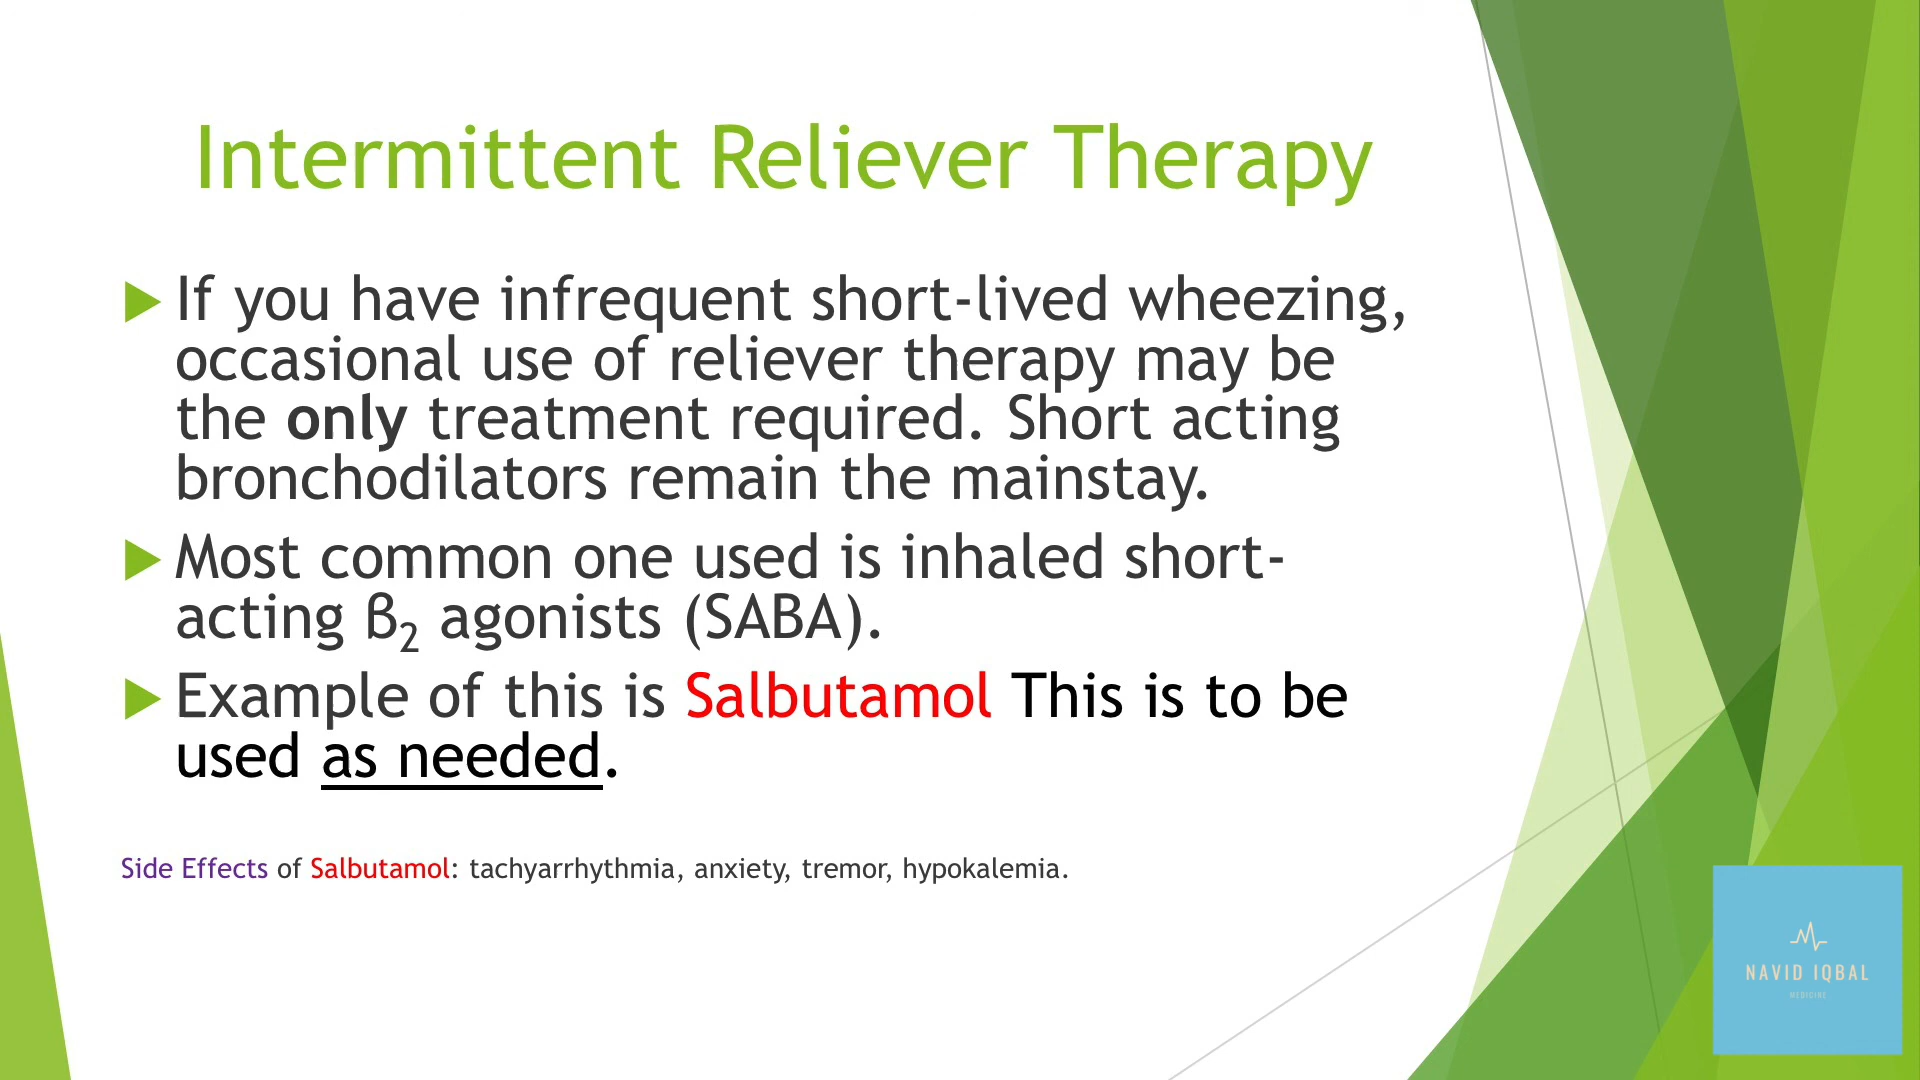 Intermittent Reliever Therapy
If you have infrequent short-lived wheezing,
occasional use of reliever therapy may be
the only treatment required. Short acting
bronchodilators remain the mainstay.
Most common one used is inhaled short-
acting ß₂ agonists (SABA).
Example of this is Salbutamol This is to be
used as needed.
Side Effects of Salbutamol: tachyarrhythmia, anxiety, tremor, hypokalemia.
NAVID IQBAL
MEDICINE